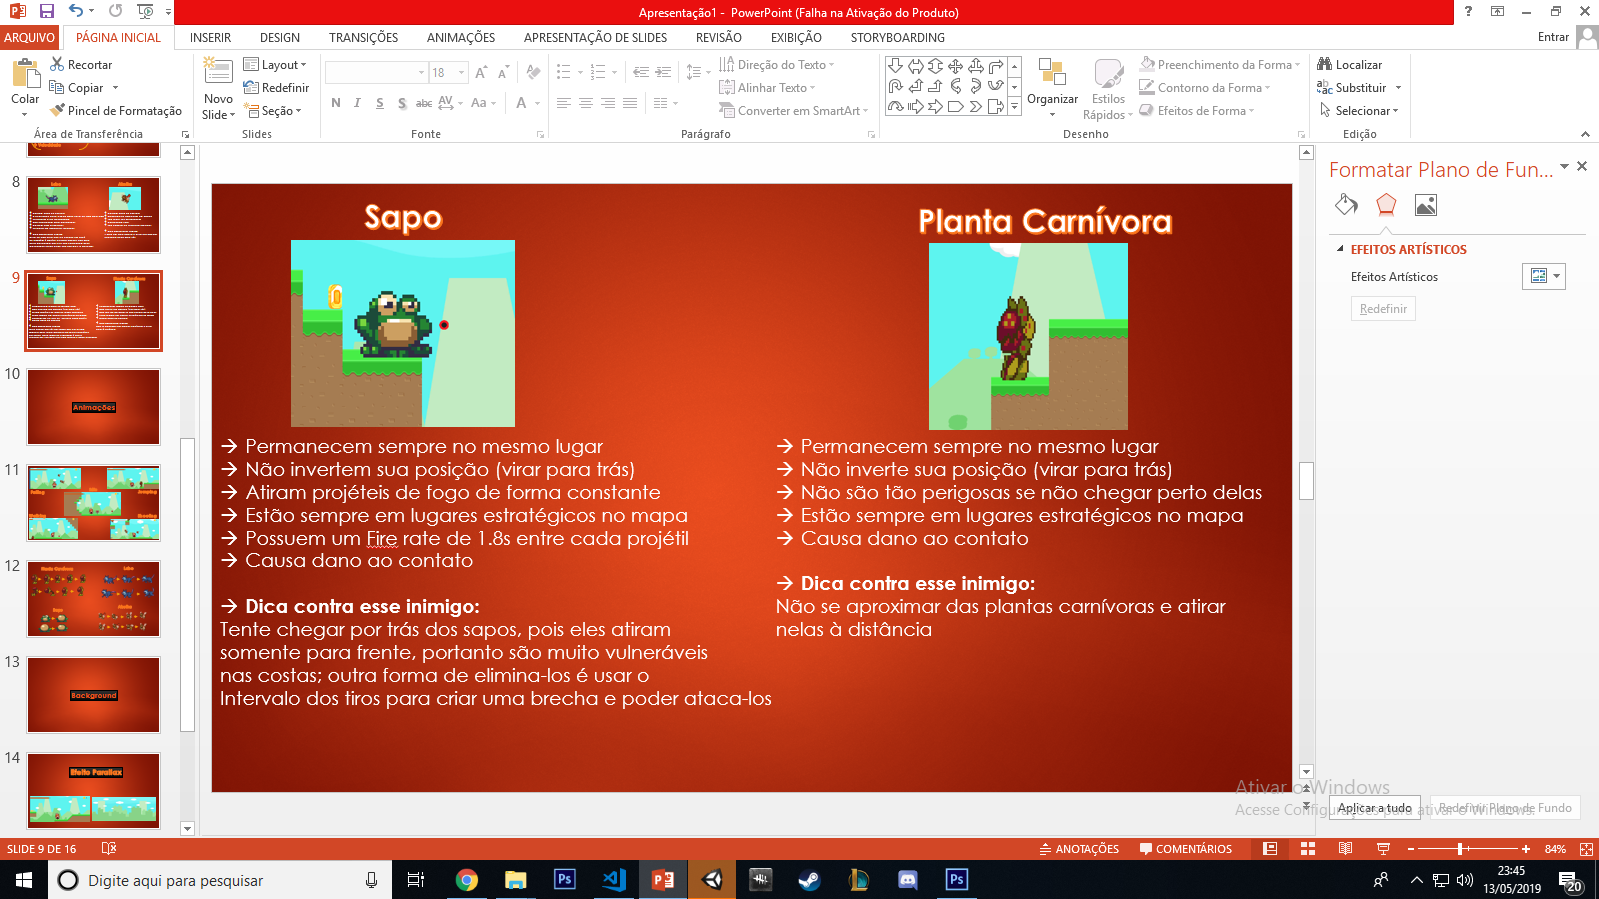 Apresentação1 - PowerPoint (Falha na Ativação do Produto)
ARQUIVO PÁGINA INICIAL INSERIR DESIGN TRANSIÇÕES ANIMAÇÕES APRESENTAÇÃO DE SLIDES REVISÃO EXIBIÇÃO STORYBOARDING Entrar
Colar
Recortar
Copiar
Pincel de Formatação
Área de Transferência
Novo
Slide
Layout
Redefinir
Seção
Slides
18
N I S S abc AV Aa A
Fonte
Direção do Texto
Alinhar Texto
Converter em SmartArt
Parágrafo
Organizar
Estilos
Rápidos
Preenchimento da Forma
Contorno da Forma
Efeitos de Forma
Desenho
Localizar
Substituir
Selecionar
Edição
8
9
10
Animações
11
12
13
Background
14
Efeito Parallax
Sapo
→ Permanecem sempre no mesmo lugar
→ Não invertem sua posição (virar para trás)
→ Atiram projéteis de fogo de forma constante
→ Estão sempre em lugares estratégicos no mapa
→ Possuem um Fire rate de 1.8s entre cada projétil
→ Causa dano ao contato
→ Dica contra esse inimigo:
Tente chegar por trás dos sapos, pois eles atiram
somente para frente, portanto são muito vulneráveis
nas costas; outra forma de elimina-los é usar o
Intervalo dos tiros para criar uma brecha e poder ataca-los
Planta Carnívora
→ Permanecem sempre no mesmo lugar
→ Não inverte sua posição (virar para trás)
→ Não são tão perigosas se não chegar perto delas
→ Estão sempre em lugares estratégicos no mapa
→ Causa dano ao contato
→ Dica contra esse inimigo:
Não se aproximar das plantas carnívoras e atirar
nelas à distância
Formatar Plano de Fun...
EFEITOS ARTÍSTICOS
Efeitos Artísticos
Redefinir
Ativar o Windows
Acesse Configurações para ativar o Windows.
Aplicar a tudo
Redefinir Plano de Fundo
SLIDE 9 DE 16
ANOTAÇÕES
COMENTÁRIOS
84%
Digite aqui para pesquisar
23:45
13/05/2019
20